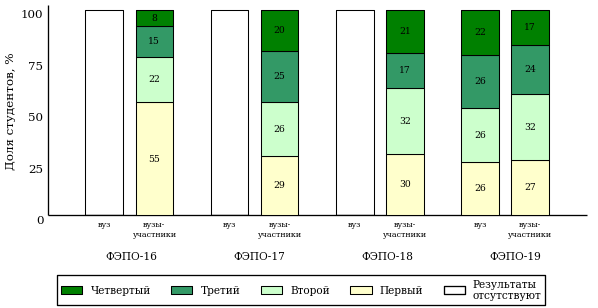 Доля студентов, %
100
75
50
25
0
8
15
22
55
20
25
26
29
21
17
32
30
22
26
26
26
17
24
32
27
вуз
вузы-
участники
вуз
вузы-
участники
вуз
вузы-
участники
вуз
вузы-
участники
ФЭПО-16
ФЭПО-17
ФЭПО-18
ФЭПО-19
Четвертый
Третий
Второй
Первый
Результаты
отсутствуют